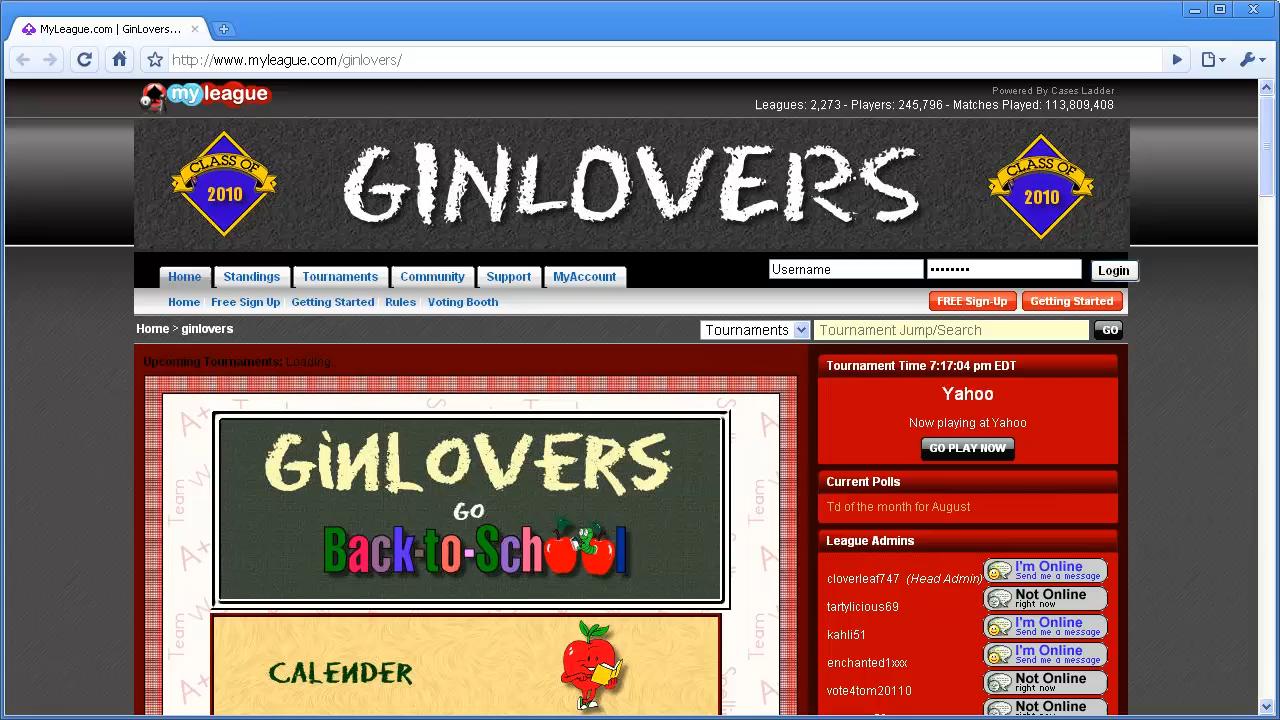 MyLeague.com | GinLovers...
http://www.myleague.com/ginlovers/
myleague
Powered By Cases Ladder
Leagues: 2,273 - Players: 245,796 - Matches Played: 113,809,408
CLASS OF 2010
GINLOVERS
CLASS OF 2010
Home Standings Tournaments Community Support MyAccount
Username
••••••••
Login
Home Free Sign Up Getting Started Rules Voting Booth
FREE Sign-Up Getting Started
Home > ginlovers
Tournaments Tournament Jump/Search GO
Upcoming Tournaments: Loading
GINLOVERS
GO
Back-to-School
CALENDER
Team
Team
Team
A+
A+
Tournament Time 7:17:04 pm EDT
Yahoo
Now playing at Yahoo
GO PLAY NOW
Current Polls
Td of the month for August
League Admins
cloverleaf747 (Head Admin) I'm Online send me a message
tarylicious69 Not Online right now
kahli51 I'm Online send me a message
enchanted1xxx I'm Online send me a message
vote4tom20110 Not Online right now
Not Online